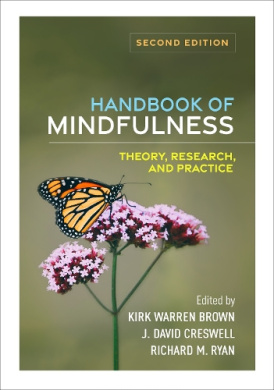 SECOND EDITION
HANDBOOK OF
MINDFULNESS
THEORY, RESEARCH,
AND PRACTICE
Edited by
KIRK WARREN BROWN
J. DAVID CRESWELL
RICHARD M. RYAN